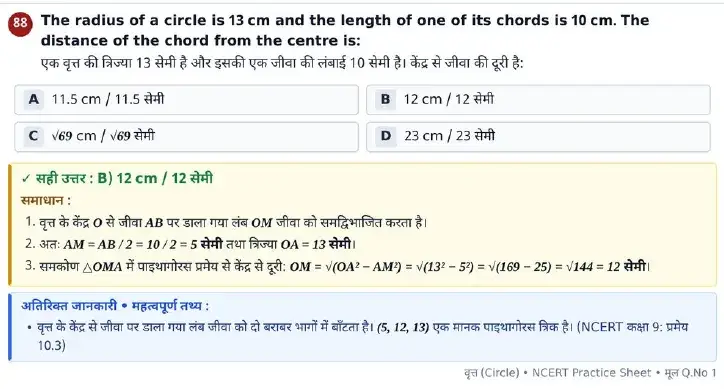 88 The radius of a circle is 13 cm and the length of one of its chords is 10 cm. The
distance of the chord from the centre is:
एक वृत्त की त्रिज्या 13 सेमी है और इसकी एक जीवा की लंबाई 10 सेमी है। केंद्र से जीवा की दूरी है:
A 11.5 cm / 11.5 सेमी
B 12 cm / 12 सेमी
C √69 cm / √69 सेमी
D 23 cm / 23 सेमी
✓ सही उत्तर : B) 12 cm / 12 सेमी
समाधान :
1. वृत्त के केंद्र O से जीवा AB पर डाला गया लंब OM जीवा को समद्विभाजित करता है।
2. अतः AM = AB / 2 = 10 / 2 = 5 सेमी तथा त्रिज्या OA = 13 सेमी।
3. समकोण △OMA में पाइथागोरस प्रमेय से केंद्र से दूरी: OM = √(OA² − AM²) = √(13² − 5²) = √(169 − 25) = √144 = 12 सेमी।
अतिरिक्त जानकारी • महत्वपूर्ण तथ्य :
• वृत्त के केंद्र से जीवा पर डाला गया लंब जीवा को दो बराबर भागों में बाँटता है। (5, 12, 13) एक मानक पाइथागोरस त्रिक है। (NCERT कक्षा 9: प्रमेय
10.3)
वृत्त (Circle) • NCERT Practice Sheet • मूल Q.No 1